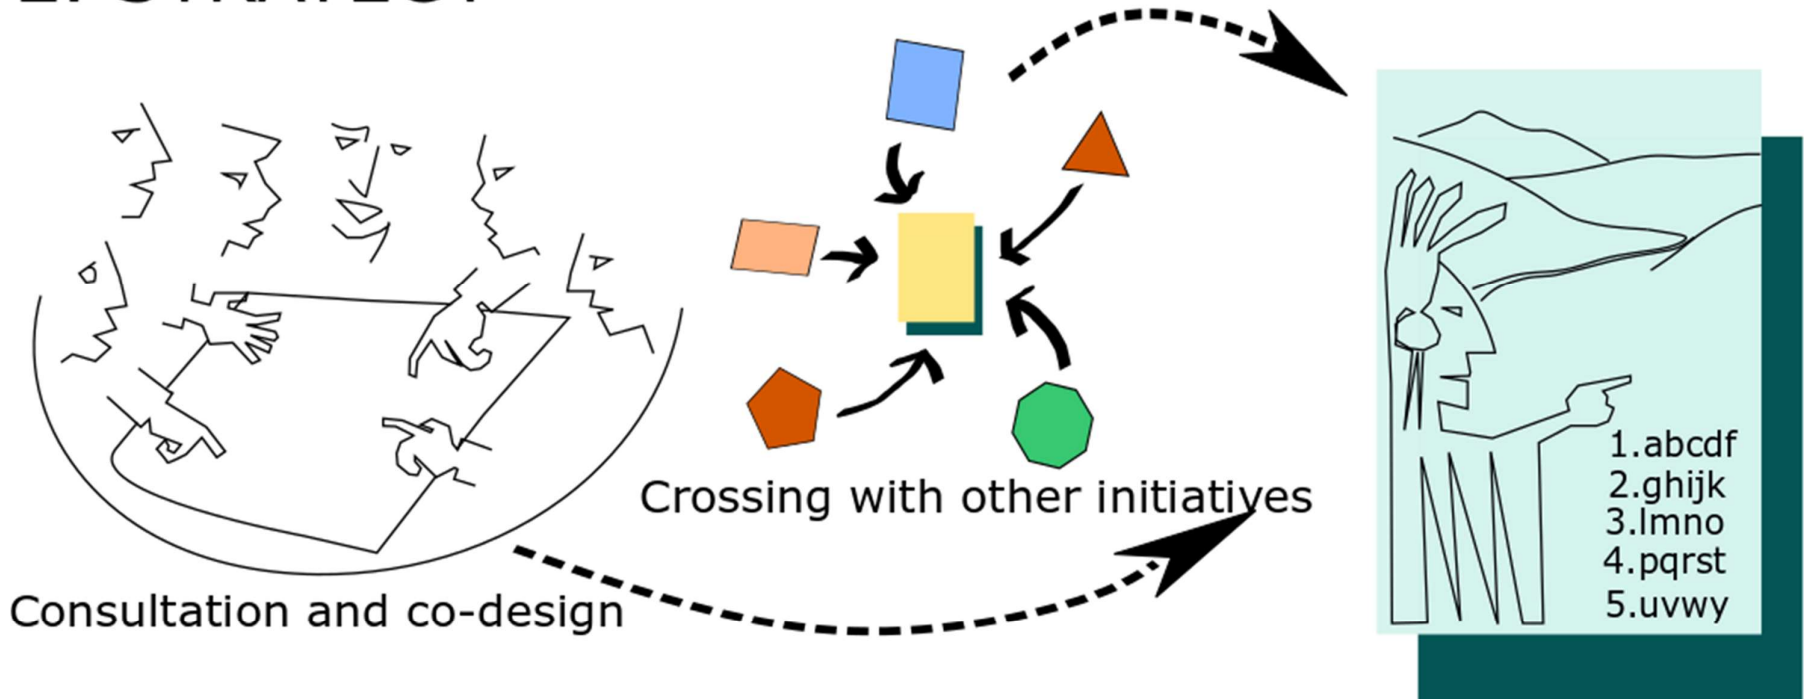 Consultation and co-design
Crossing with other initiatives
1.abcdf
2.ghijk
3.lmno
4.pqrst
5.uvwy